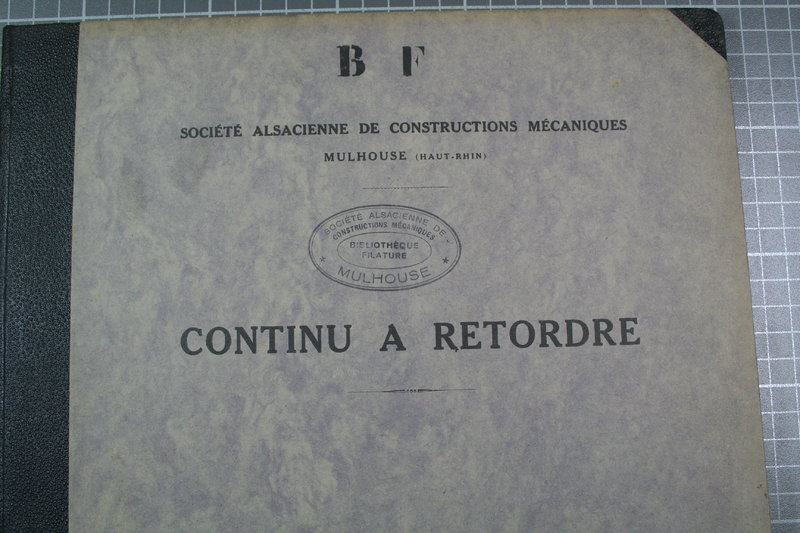 B F
SOCIÉTÉ ALSACIENNE DE CONSTRUCTIONS MÉCANIQUES
MULHOUSE (HAUT-RHIN)
SOCIÉTÉ ALSACIENNE DE
CONSTRUCTIONS MÉCANIQUES
BIBLIOTHÈQUE
FILATURE
MULHOUSE
CONTINU A RETORDRE